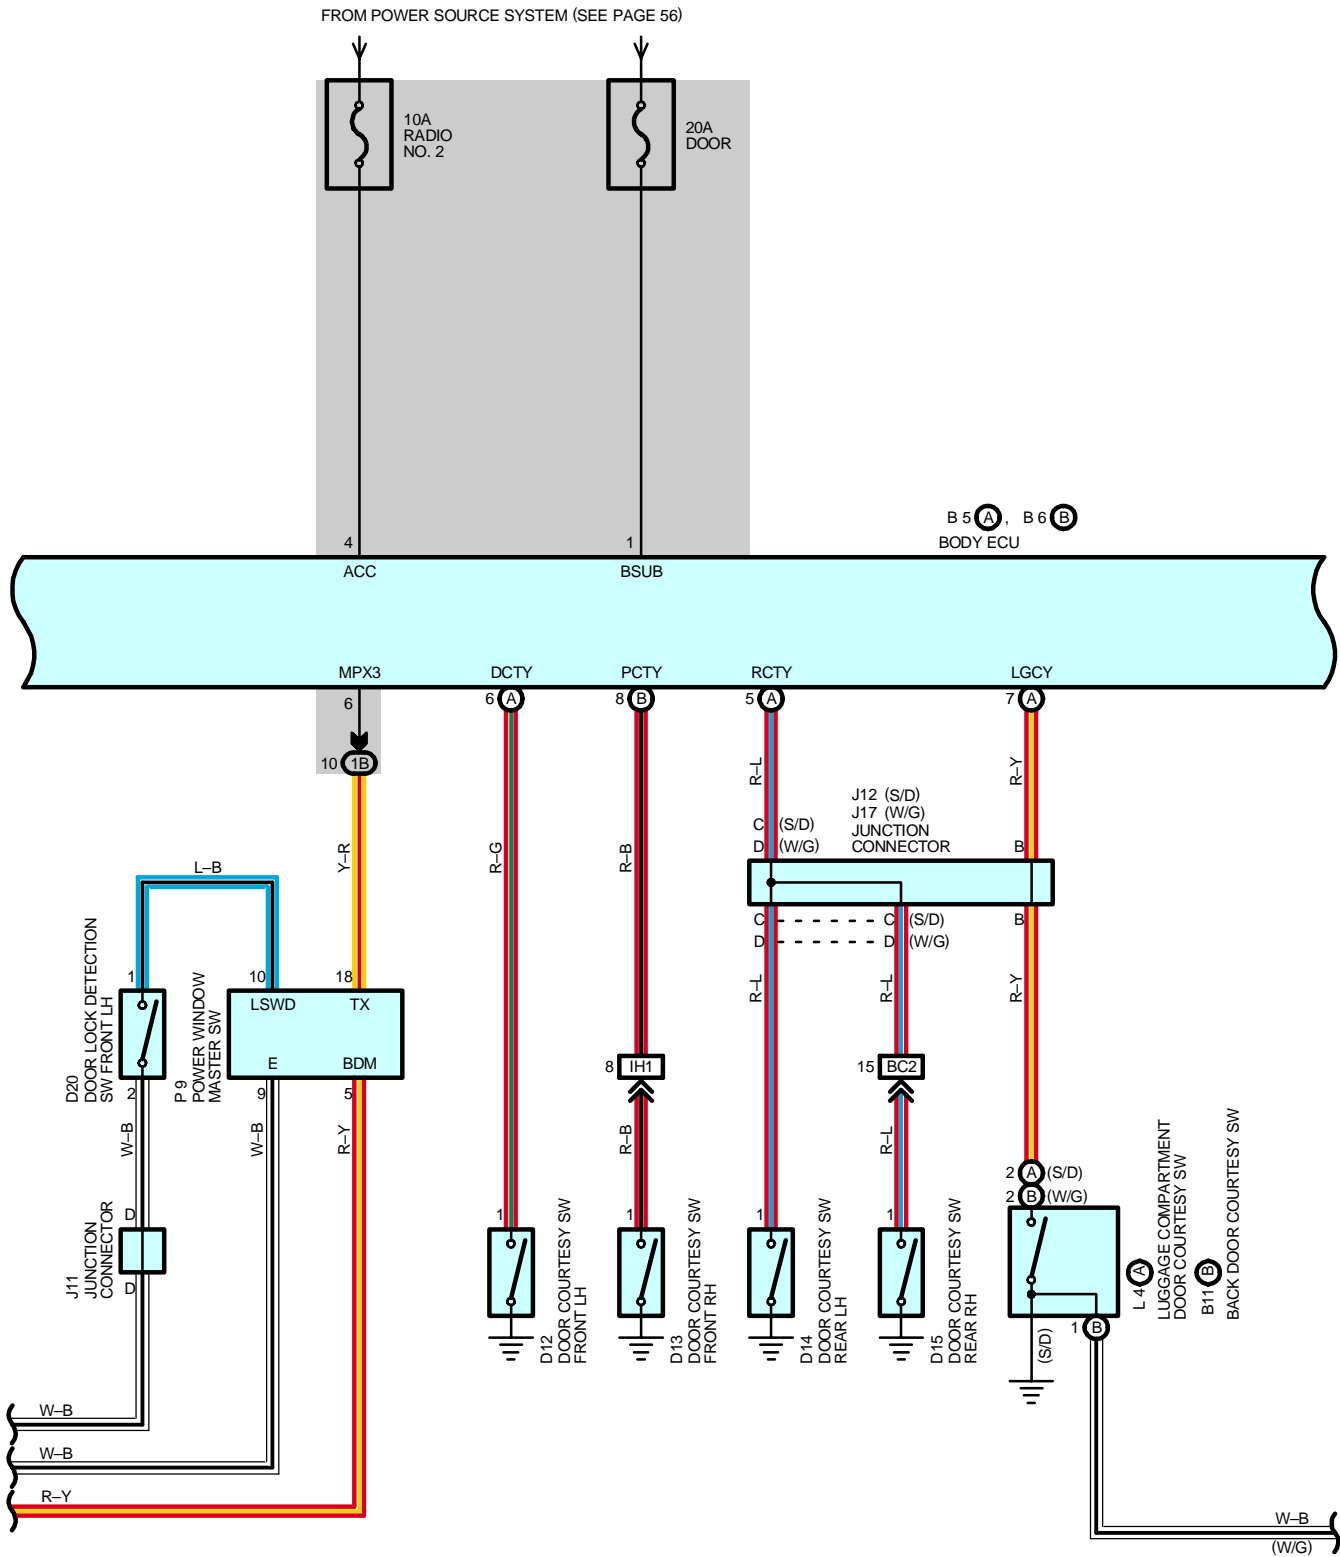 FROM POWER SOURCE SYSTEM (SEE PAGE 56)
10A
RADIO
NO. 2
20A
DOOR
B 5 A , B 6 B
BODY ECU
4
1
ACC
BSUB
MPX3
DCTY
PCTY
RCTY
LGCY
6
6 A
8 B
5 A
7 A
10 1B
Y–R
R–G
R–B
R–L
R–Y
J12 (S/D)
J17 (W/G)
JUNCTION
CONNECTOR
C (S/D)
D (W/G)
B
C C (S/D)
D D (W/G)
B
L–B
R–L
R–L
R–Y
1
10
18
LSWD
TX
E
BDM
D20
DOOR LOCK DETECTION
SW FRONT LH
P 9
POWER WINDOW
MASTER SW
2
9
5
W–B
W–B
R–Y
8 IH1
15 BC2
R–B
R–L
D
J11
JUNCTION
CONNECTOR
D
1
1
1
1
2 A (S/D)
2 B (W/G)
D12
DOOR COURTESY SW
FRONT LH
D13
DOOR COURTESY SW
FRONT RH
D14
DOOR COURTESY SW
REAR LH
D15
DOOR COURTESY SW
REAR RH
L 4 A
LUGGAGE COMPARTMENT
DOOR COURTESY SW
B11 B
BACK DOOR COURTESY SW
1 B
(S/D)
W–B
W–B
R–Y
W–B
(W/G)